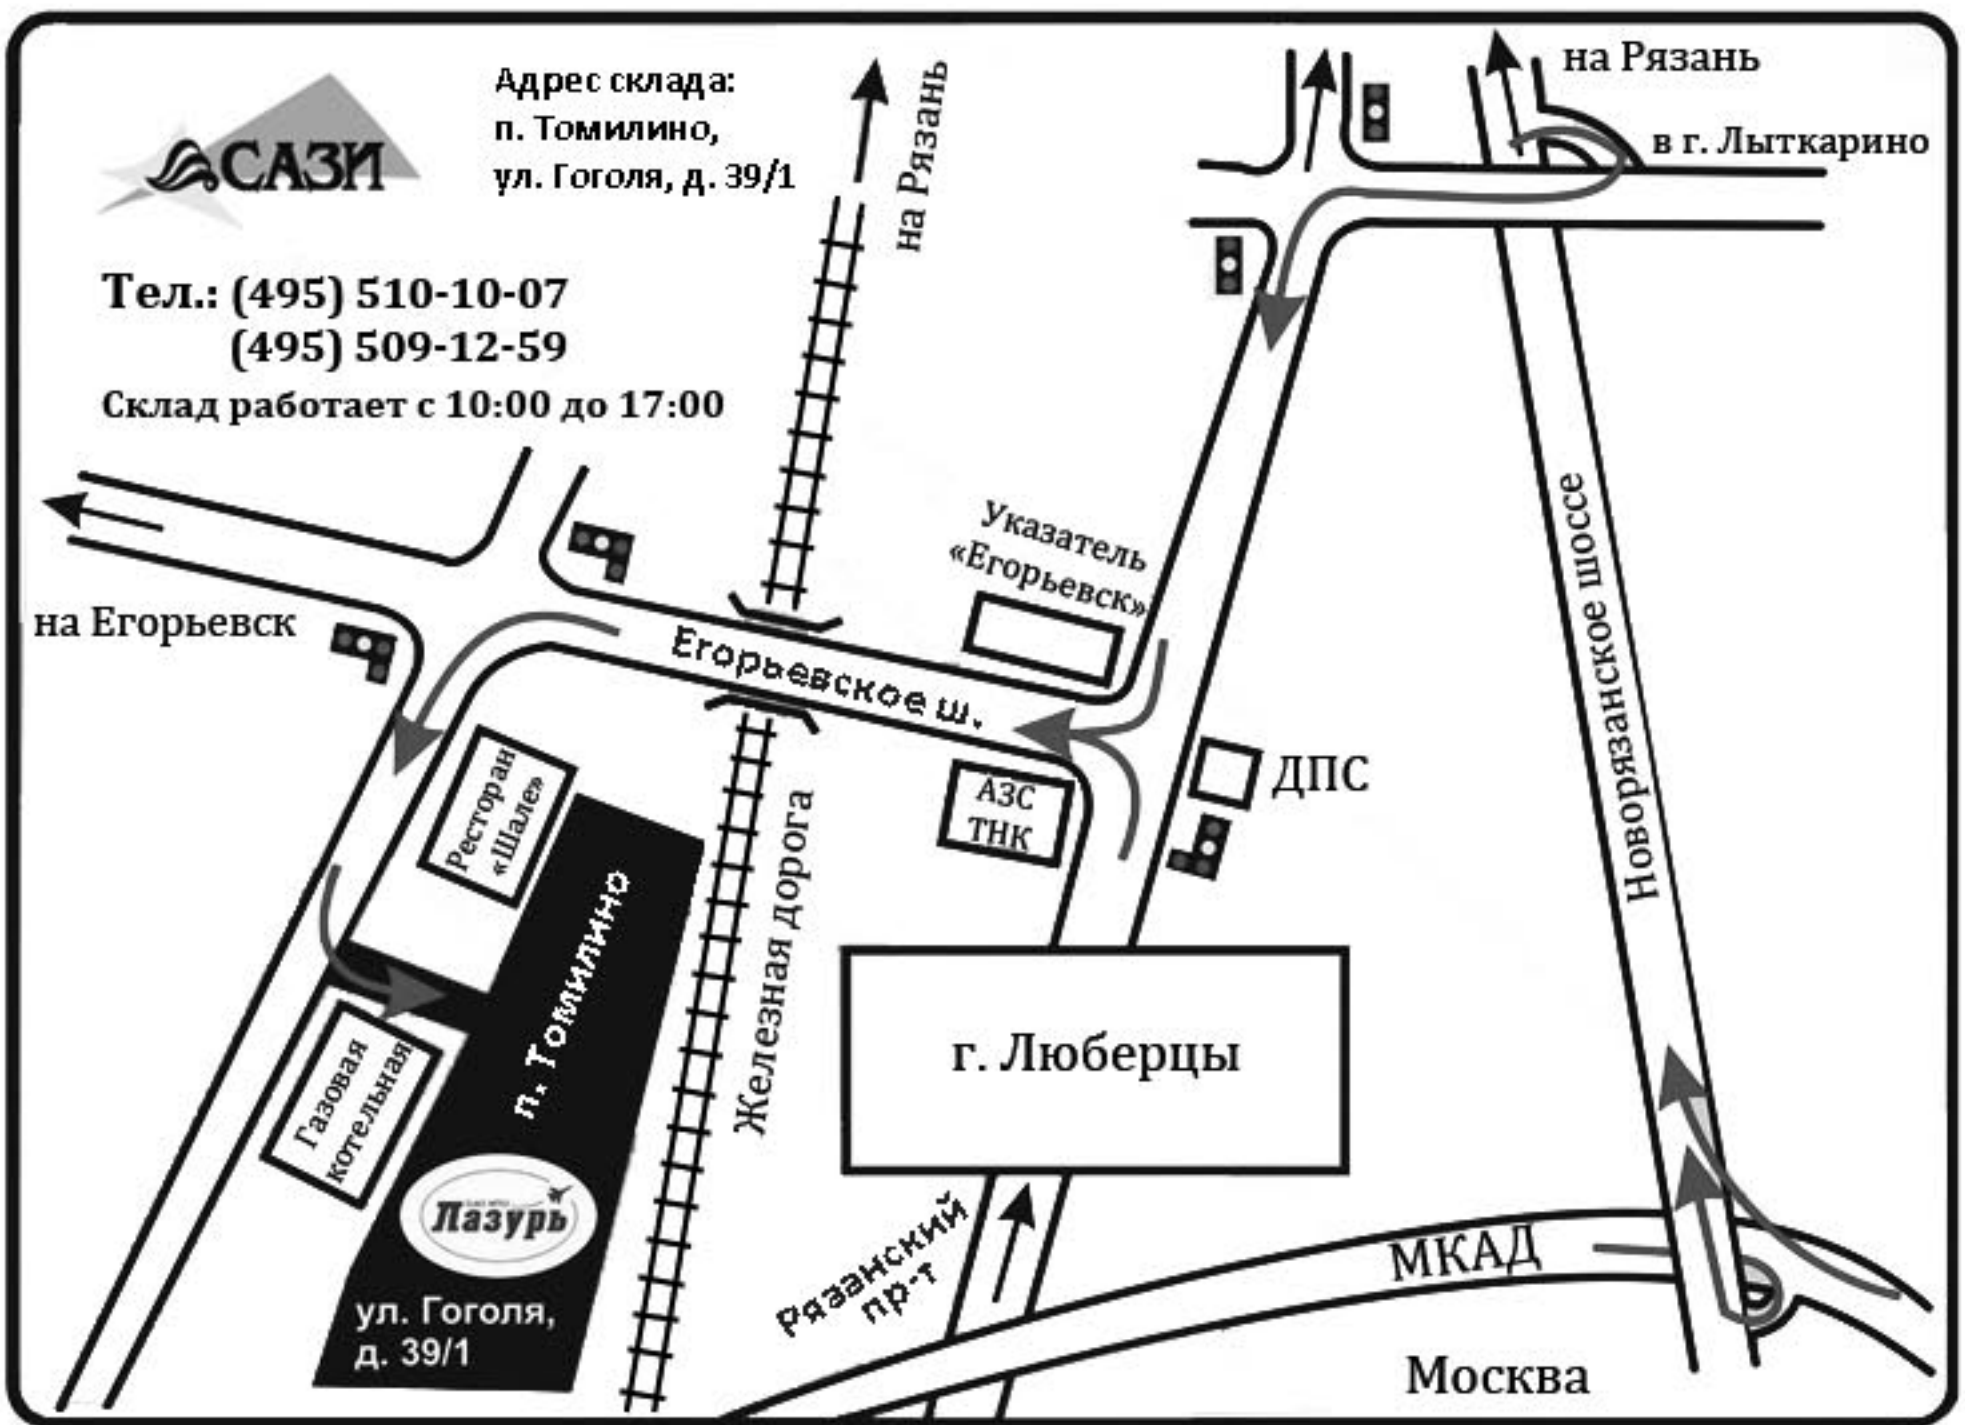 САЗИ
Адрес склада:
п. Томилино,
ул. Гоголя, д. 39/1
Тел.: (495) 510-10-07
(495) 509-12-59
Склад работает с 10:00 до 17:00
на Рязань
на Рязань
в г. Лыткарино
Указатель
«Егорьевск»
на Егорьевск
Егорьевское ш.
Новорязанское шоссе
Ресторан
«Шале»
АЗС
ТНК
ДПС
п. Томилино
Железная дорога
г. Люберцы
Газовая
котельная
Лазурь
ул. Гоголя,
д. 39/1
Рязанский
пр-т
МКАД
Москва